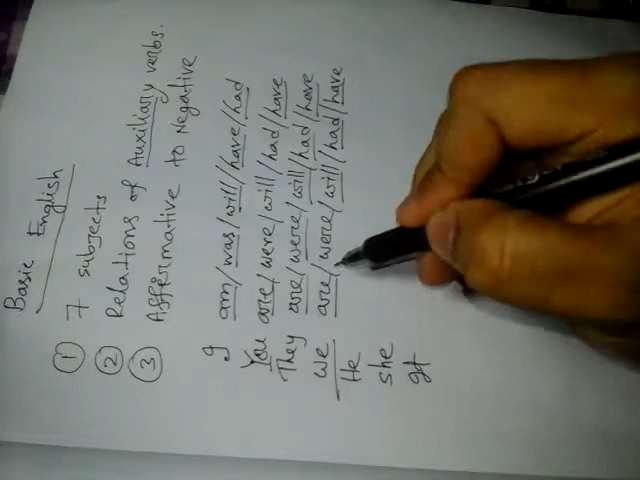 Basic English
① 7 subjects
② Relations of Auxiliary verbs.
③ Affirmative to Negative
I am/was/will/have/had
You are/were/will/had/have
They are/were/will/had/have
we are/were/will/had/have
He
she
It